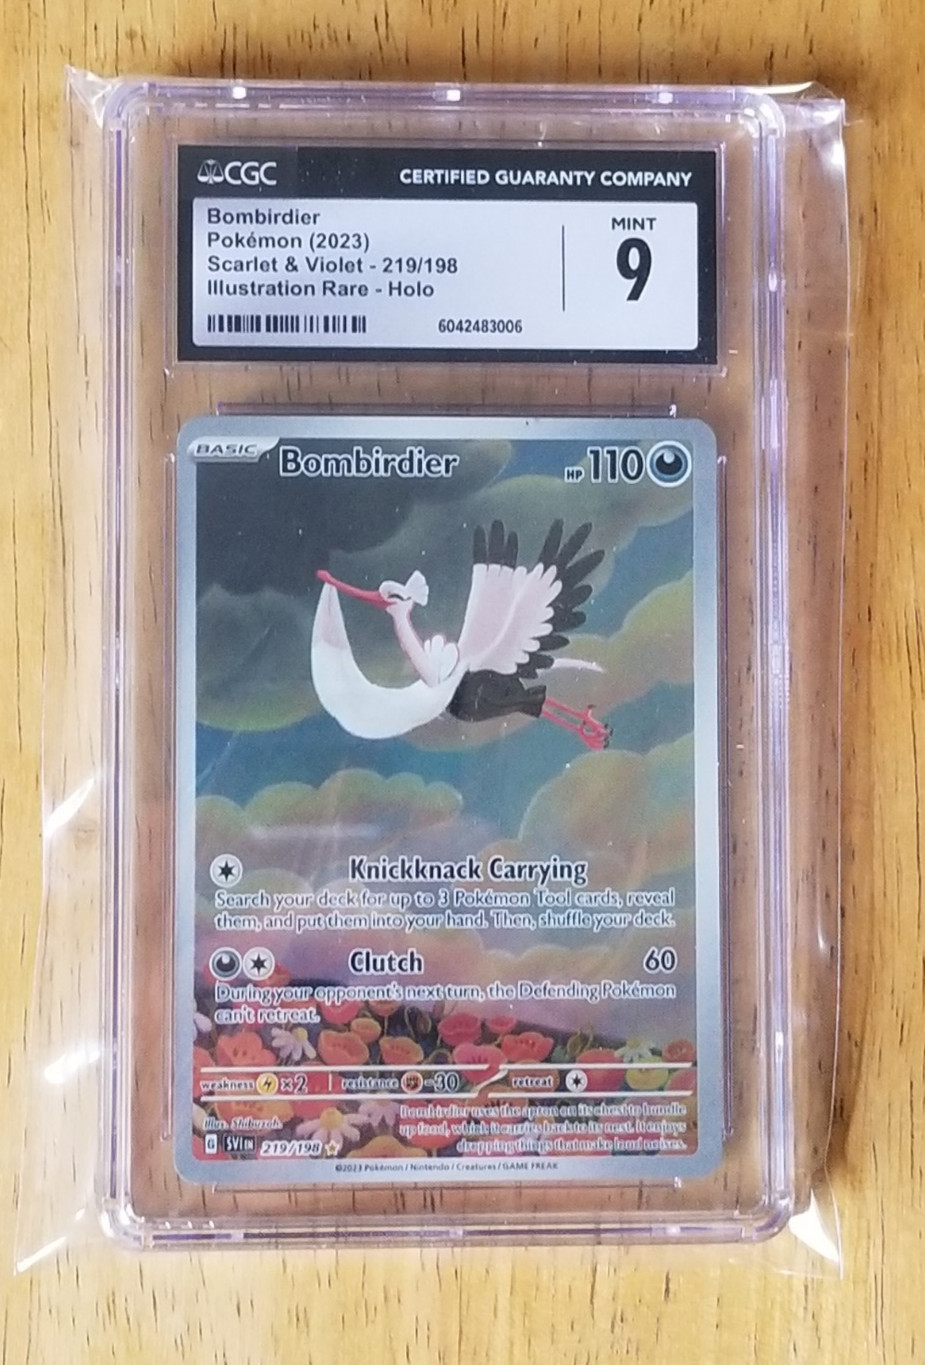 CGC CERTIFIED GUARANTY COMPANY
Bombirdier
Pokémon (2023)
Scarlet & Violet - 219/198
Illustration Rare - Holo
6042483006
MINT
9
BASIC Bombirdier HP 110
Knickknack Carrying
Search your deck for up to 3 Pokémon Tool cards, reveal
them, and put them into your hand. Then, shuffle your deck.
Clutch 60
During your opponent's next turn, the Defending Pokémon
can't retreat.
weakness ×2 resistance -30 retreat
Illus. Shibuzoh.
Bombirdier uses the apron on its chest to bundle
up food, which it carries back to its nest. It enjoys
dropping things that make loud noises.
G SVI EN 219/198
©2023 Pokémon / Nintendo / Creatures / GAME FREAK